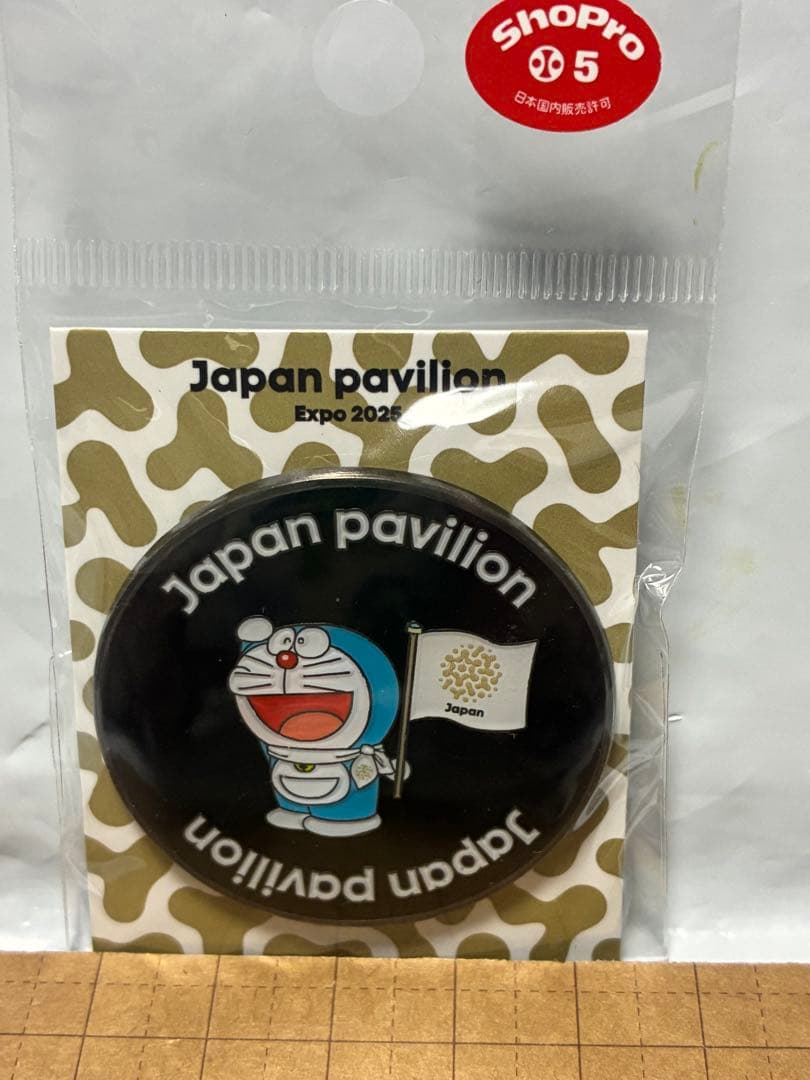 ShoPro
5
日本国内販売許可
Japan pavilion
Expo 2025
Japan pavilion
Japan
Japan pavilion